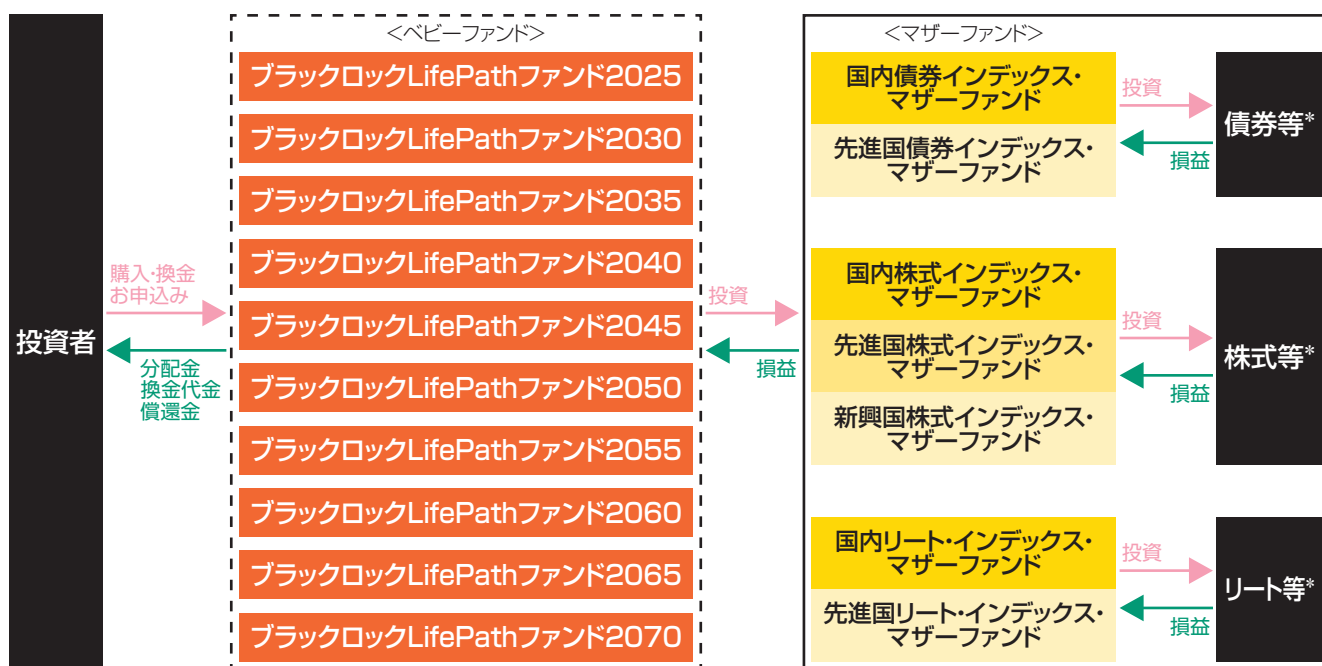 投資者
購入・換金
お申込み
分配金
換金代金
償還金
<ベビーファンド>
ブラックロックLifePathファンド2025
ブラックロックLifePathファンド2030
ブラックロックLifePathファンド2035
ブラックロックLifePathファンド2040
ブラックロックLifePathファンド2045
ブラックロックLifePathファンド2050
ブラックロックLifePathファンド2055
ブラックロックLifePathファンド2060
ブラックロックLifePathファンド2065
ブラックロックLifePathファンド2070
投資
損益
<マザーファンド>
国内債券インデックス・
マザーファンド
先進国債券インデックス・
マザーファンド
投資
損益
債券等*
国内株式インデックス・
マザーファンド
先進国株式インデックス・
マザーファンド
新興国株式インデックス・
マザーファンド
投資
損益
株式等*
国内リート・インデックス・
マザーファンド
先進国リート・インデックス・
マザーファンド
投資
損益
リート等*